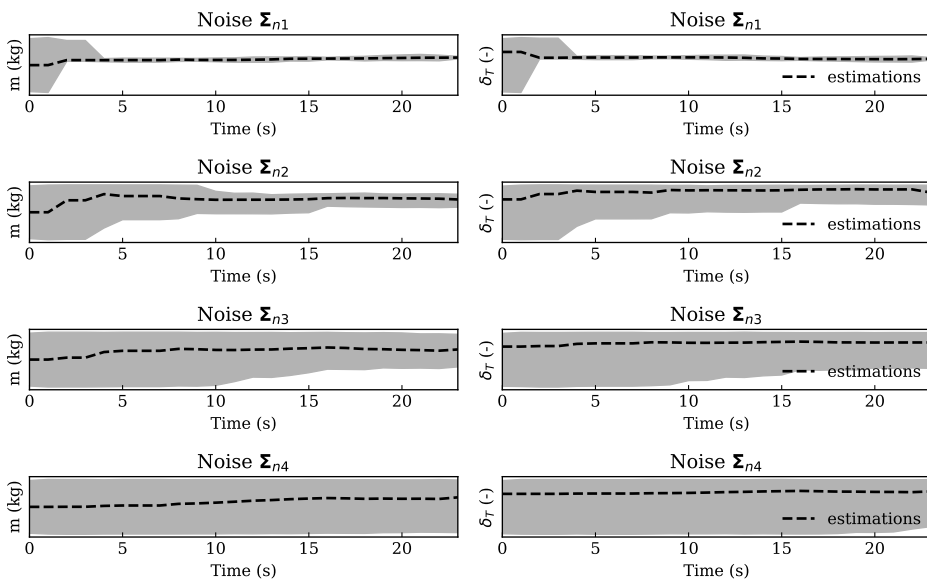 Noise Σn1
Noise Σn1
m (kg)
δT (-)
estimations
0 5 10 15 20
0 5 10 15 20
Time (s)
Time (s)
Noise Σn2
Noise Σn2
m (kg)
δT (-)
estimations
0 5 10 15 20
0 5 10 15 20
Time (s)
Time (s)
Noise Σn3
Noise Σn3
m (kg)
δT (-)
estimations
0 5 10 15 20
0 5 10 15 20
Time (s)
Time (s)
Noise Σn4
Noise Σn4
m (kg)
δT (-)
estimations
0 5 10 15 20
0 5 10 15 20
Time (s)
Time (s)